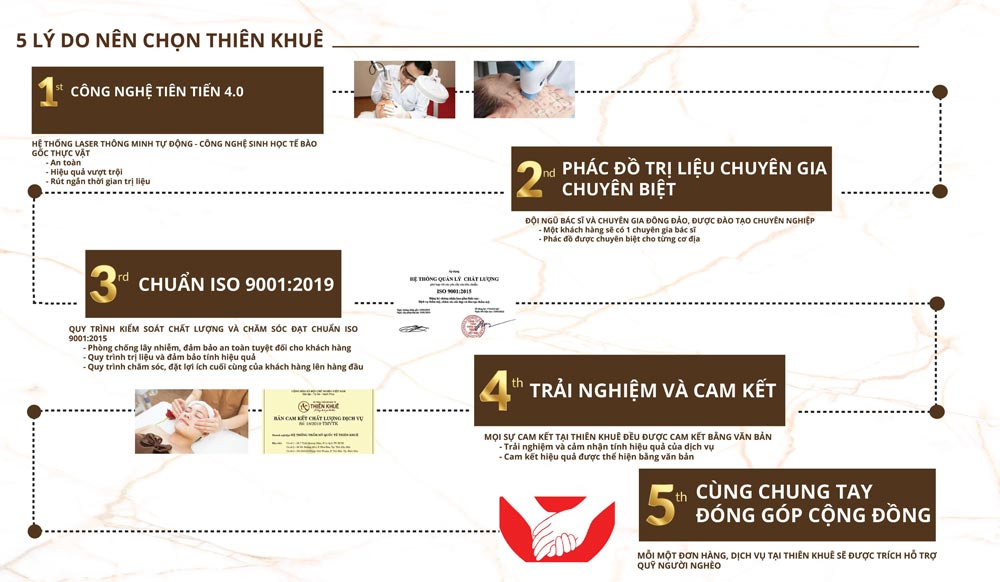 5 LÝ DO NÊN CHỌN THIÊN KHUÊ
1st CÔNG NGHỆ TIÊN TIẾN 4.0
HỆ THỐNG LASER THÔNG MINH TỰ ĐỘNG - CÔNG NGHỆ SINH HỌC TẾ BÀO
GỐC THỰC VẬT
- An toàn
- Hiệu quả vượt trội
- Rút ngắn thời gian trị liệu
2nd PHÁC ĐỒ TRỊ LIỆU CHUYÊN GIA
CHUYÊN BIỆT
ĐỘI NGŨ BÁC SĨ VÀ CHUYÊN GIA ĐÔNG ĐẢO, ĐƯỢC ĐÀO TẠO CHUYÊN NGHIỆP
- Một khách hàng sẽ có 1 chuyên gia bác sĩ
- Phác đồ được chuyên biệt cho từng cơ địa
3rd CHUẨN ISO 9001:2019
HỆ THỐNG QUẢN LÝ CHẤT LƯỢNG
ISO 9001:2015
QUY TRÌNH KIỂM SOÁT CHẤT LƯỢNG VÀ CHĂM SÓC ĐẠT CHUẨN ISO
9001:2015
- Phòng chống lây nhiễm, đảm bảo an toàn tuyệt đối cho khách hàng
- Quy trình trị liệu và đảm bảo tính hiệu quả
- Quy trình chăm sóc, đặt lợi ích cuối cùng của khách hàng lên hàng đầu
4th TRẢI NGHIỆM VÀ CAM KẾT
THIÊN KHUÊ
BẢN CAM KẾT CHẤT LƯỢNG DỊCH VỤ
MỌI SỰ CAM KẾT TẠI THIÊN KHUÊ ĐỀU ĐƯỢC CAM KẾT BẰNG VĂN BẢN
- Trải nghiệm và cảm nhận tính hiệu quả của dịch vụ
- Cam kết hiệu quả được thể hiện bằng văn bản
5th CÙNG CHUNG TAY
ĐÓNG GÓP CỘNG ĐỒNG
MỖI MỘT ĐƠN HÀNG, DỊCH VỤ TẠI THIÊN KHUÊ SẼ ĐƯỢC TRÍCH HỖ TRỢ
QUỸ NGƯỜI NGHÈO